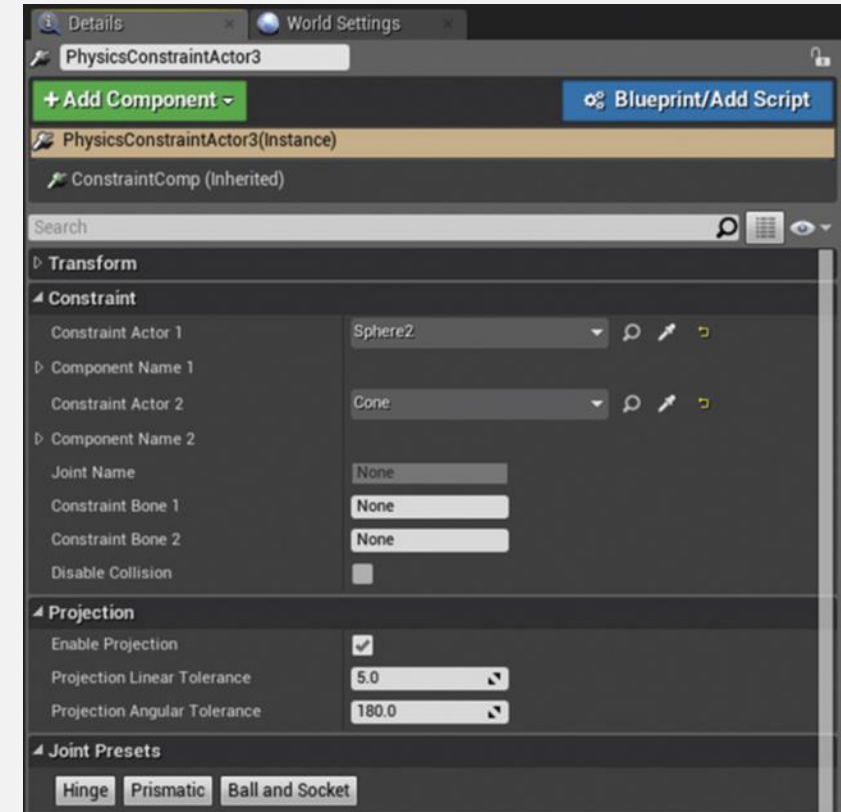 Details World Settings
PhysicsConstraintActor3
+Add Component Blueprint/Add Script
PhysicsConstraintActor3(Instance)
ConstraintComp (Inherited)
Search
Transform
Constraint
Constraint Actor 1 Sphere2
Component Name 1
Constraint Actor 2 Cone
Component Name 2
Joint Name None
Constraint Bone 1 None
Constraint Bone 2 None
Disable Collision
Projection
Enable Projection
Projection Linear Tolerance 5.0
Projection Angular Tolerance 180.0
Joint Presets
Hinge Prismatic Ball and Socket